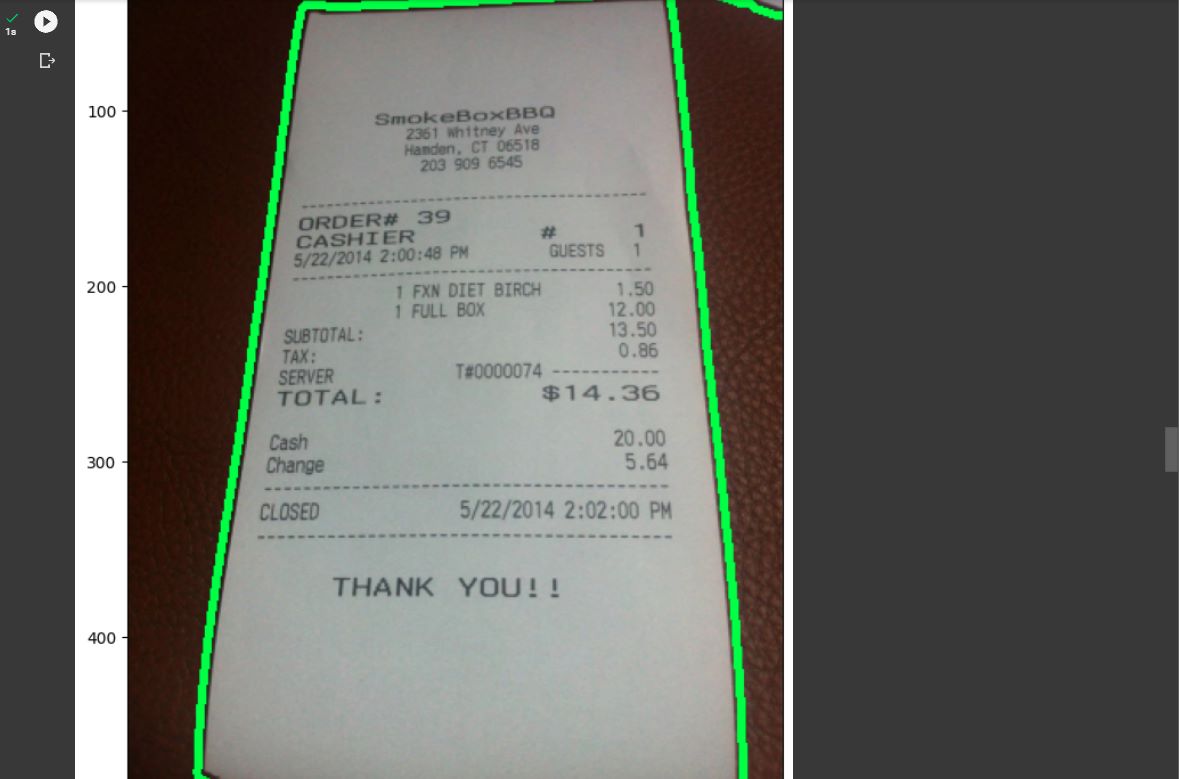 1s
100
200
300
400
SmokeBoxBBQ
2361 Whitney Ave
Hamden, CT 06518
203 909 6545
ORDER# 39
CASHIER # 1
5/22/2014 2:00:48 PM GUESTS 1
1 FXN DIET BIRCH 1.50
1 FULL BOX 12.00
SUBTOTAL: 13.50
TAX: 0.86
SERVER T#0000074 -----------
TOTAL: $14.36
Cash 20.00
Change 5.64
CLOSED 5/22/2014 2:02:00 PM
THANK YOU!!